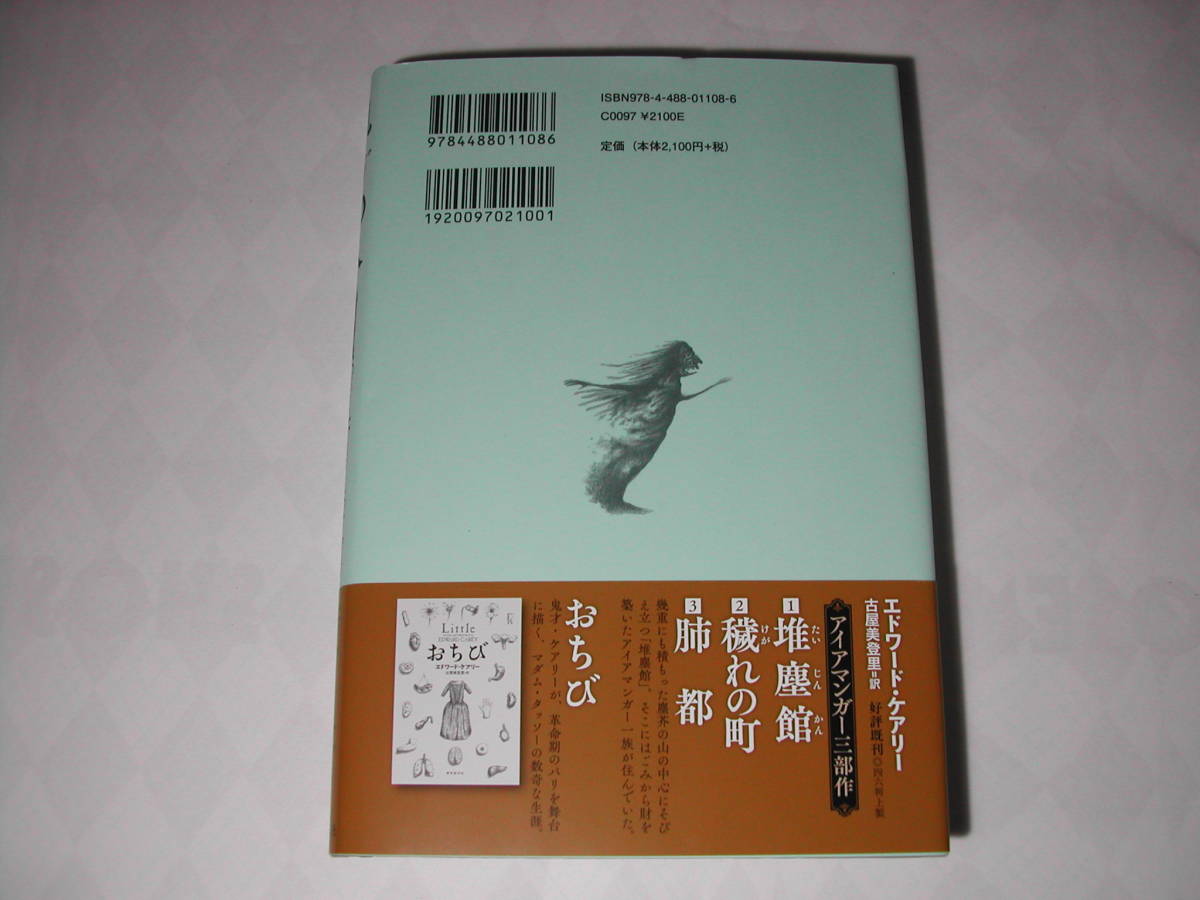 ISBN978-4-488-01108-6
C0097 ¥2100E
定価（本体2,100円+税）
9784488011086
1920097021001
エドワード・ケアリー
古屋美登里=訳 好評既刊◎四六判上製
アイアマンガー三部作
1 堆塵館
たいじんかん
2 穢れの町
けが
3 肺都
幾重にも積もった塵芥の山の中心にそび
え立つ「堆塵館」。そこにはごみから財を
築いたアイアマンガー一族が住んでいた。
おちび
鬼才・ケアリーが、革命期のパリを舞台
に描く、マダム・タッソーの数奇な生涯。
Little
EDWARD CAREY
おちび
エドワード・ケアリー